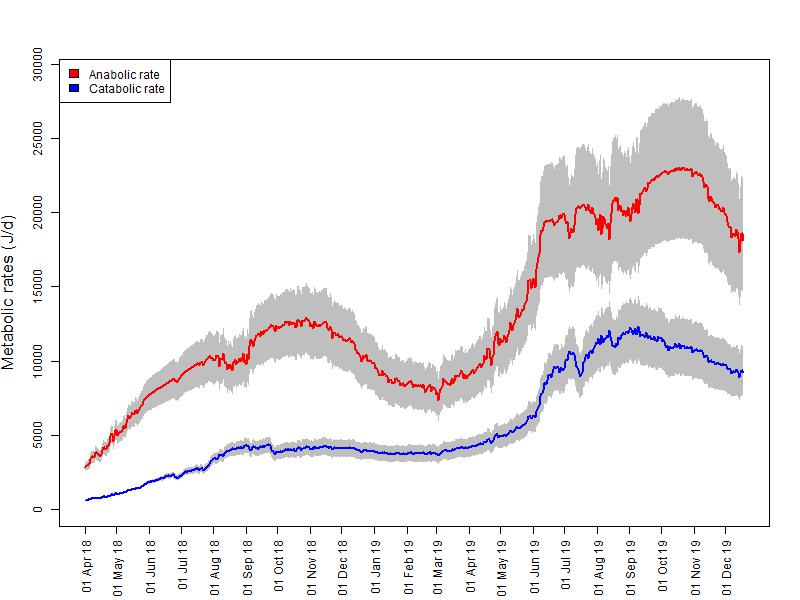 Anabolic rate
Catabolic rate
Metabolic rates (J/d)
30000
25000
20000
15000
10000
5000
0
01 Apr 18
01 May 18
01 Jun 18
01 Jul 18
01 Aug 18
01 Sep 18
01 Oct 18
01 Nov 18
01 Dec 18
01 Jan 19
01 Feb 19
01 Mar 19
01 Apr 19
01 May 19
01 Jun 19
01 Jul 19
01 Aug 19
01 Sep 19
01 Oct 19
01 Nov 19
01 Dec 19